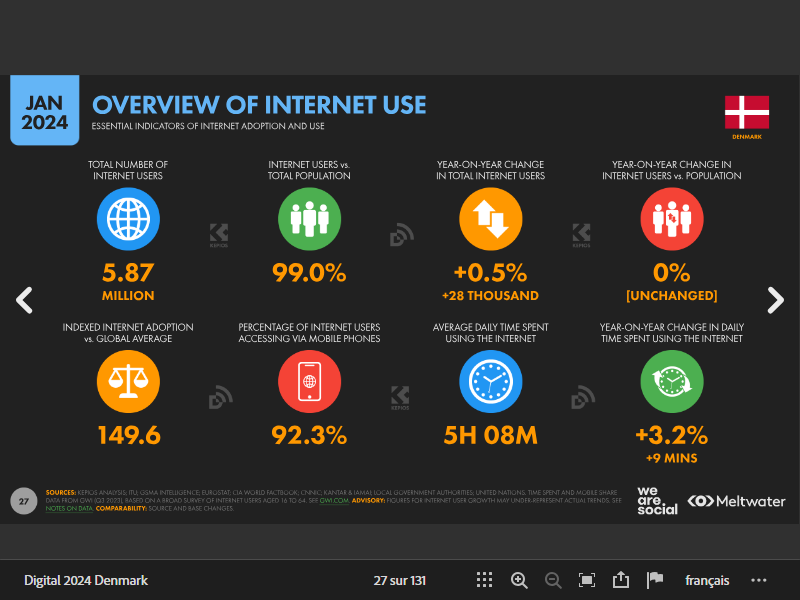 JAN
2024
OVERVIEW OF INTERNET USE
ESSENTIAL INDICATORS OF INTERNET ADOPTION AND USE
DENMARK
TOTAL NUMBER OF
INTERNET USERS
INTERNET USERS vs.
TOTAL POPULATION
YEAR-ON-YEAR CHANGE
IN TOTAL INTERNET USERS
YEAR-ON-YEAR CHANGE IN
INTERNET USERS vs. POPULATION
KEPIOS
KEPIOS
5.87
MILLION
99.0%
+0.5%
+28 THOUSAND
0%
[UNCHANGED]
INDEXED INTERNET ADOPTION
vs. GLOBAL AVERAGE
PERCENTAGE OF INTERNET USERS
ACCESSING VIA MOBILE PHONES
AVERAGE DAILY TIME SPENT
USING THE INTERNET
YEAR-ON-YEAR CHANGE IN DAILY
TIME SPENT USING THE INTERNET
KEPIOS
149.6
92.3%
5H 08M
+3.2%
+9 MINS
27
SOURCES: KEPIOS ANALYSIS; ITU; GSMA INTELLIGENCE; EUROSTAT; CIA WORLD FACTBOOK; CNNIC; KANTAR & IAMAI; LOCAL GOVERNMENT AUTHORITIES; UNITED NATIONS. TIME SPENT AND MOBILE SHARE
DATA FROM GWI (Q3 2023), BASED ON A BROAD SURVEY OF INTERNET USERS AGED 16 TO 64. SEE GWI.COM. ADVISORY: FIGURES FOR INTERNET USER GROWTH MAY UNDER-REPRESENT ACTUAL TRENDS. SEE
NOTES ON DATA. COMPARABILITY: SOURCE AND BASE CHANGES.
we
are.
social
Meltwater
Digital 2024 Denmark
27 sur 131
français